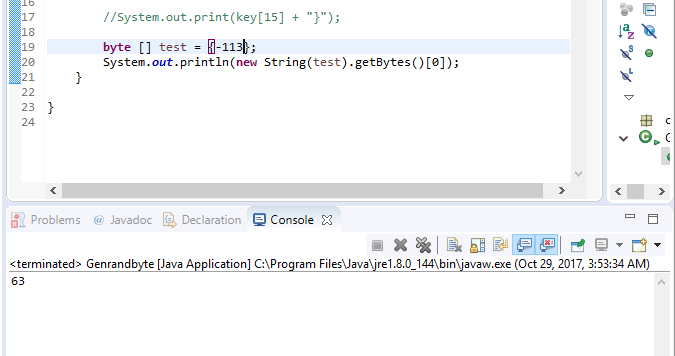 16
17 //System.out.print(key[15] + "}");
18
19 byte [] test = {-113};
20 System.out.println(new String(test).getBytes()[0]);
21 }
22
23 }
24
Problems @ Javadoc Declaration Console
<terminated> Genrandbyte [Java Application] C:\Program Files\Java\jre1.8.0_144\bin\javaw.exe (Oct 29, 2017, 3:53:34 AM)
63